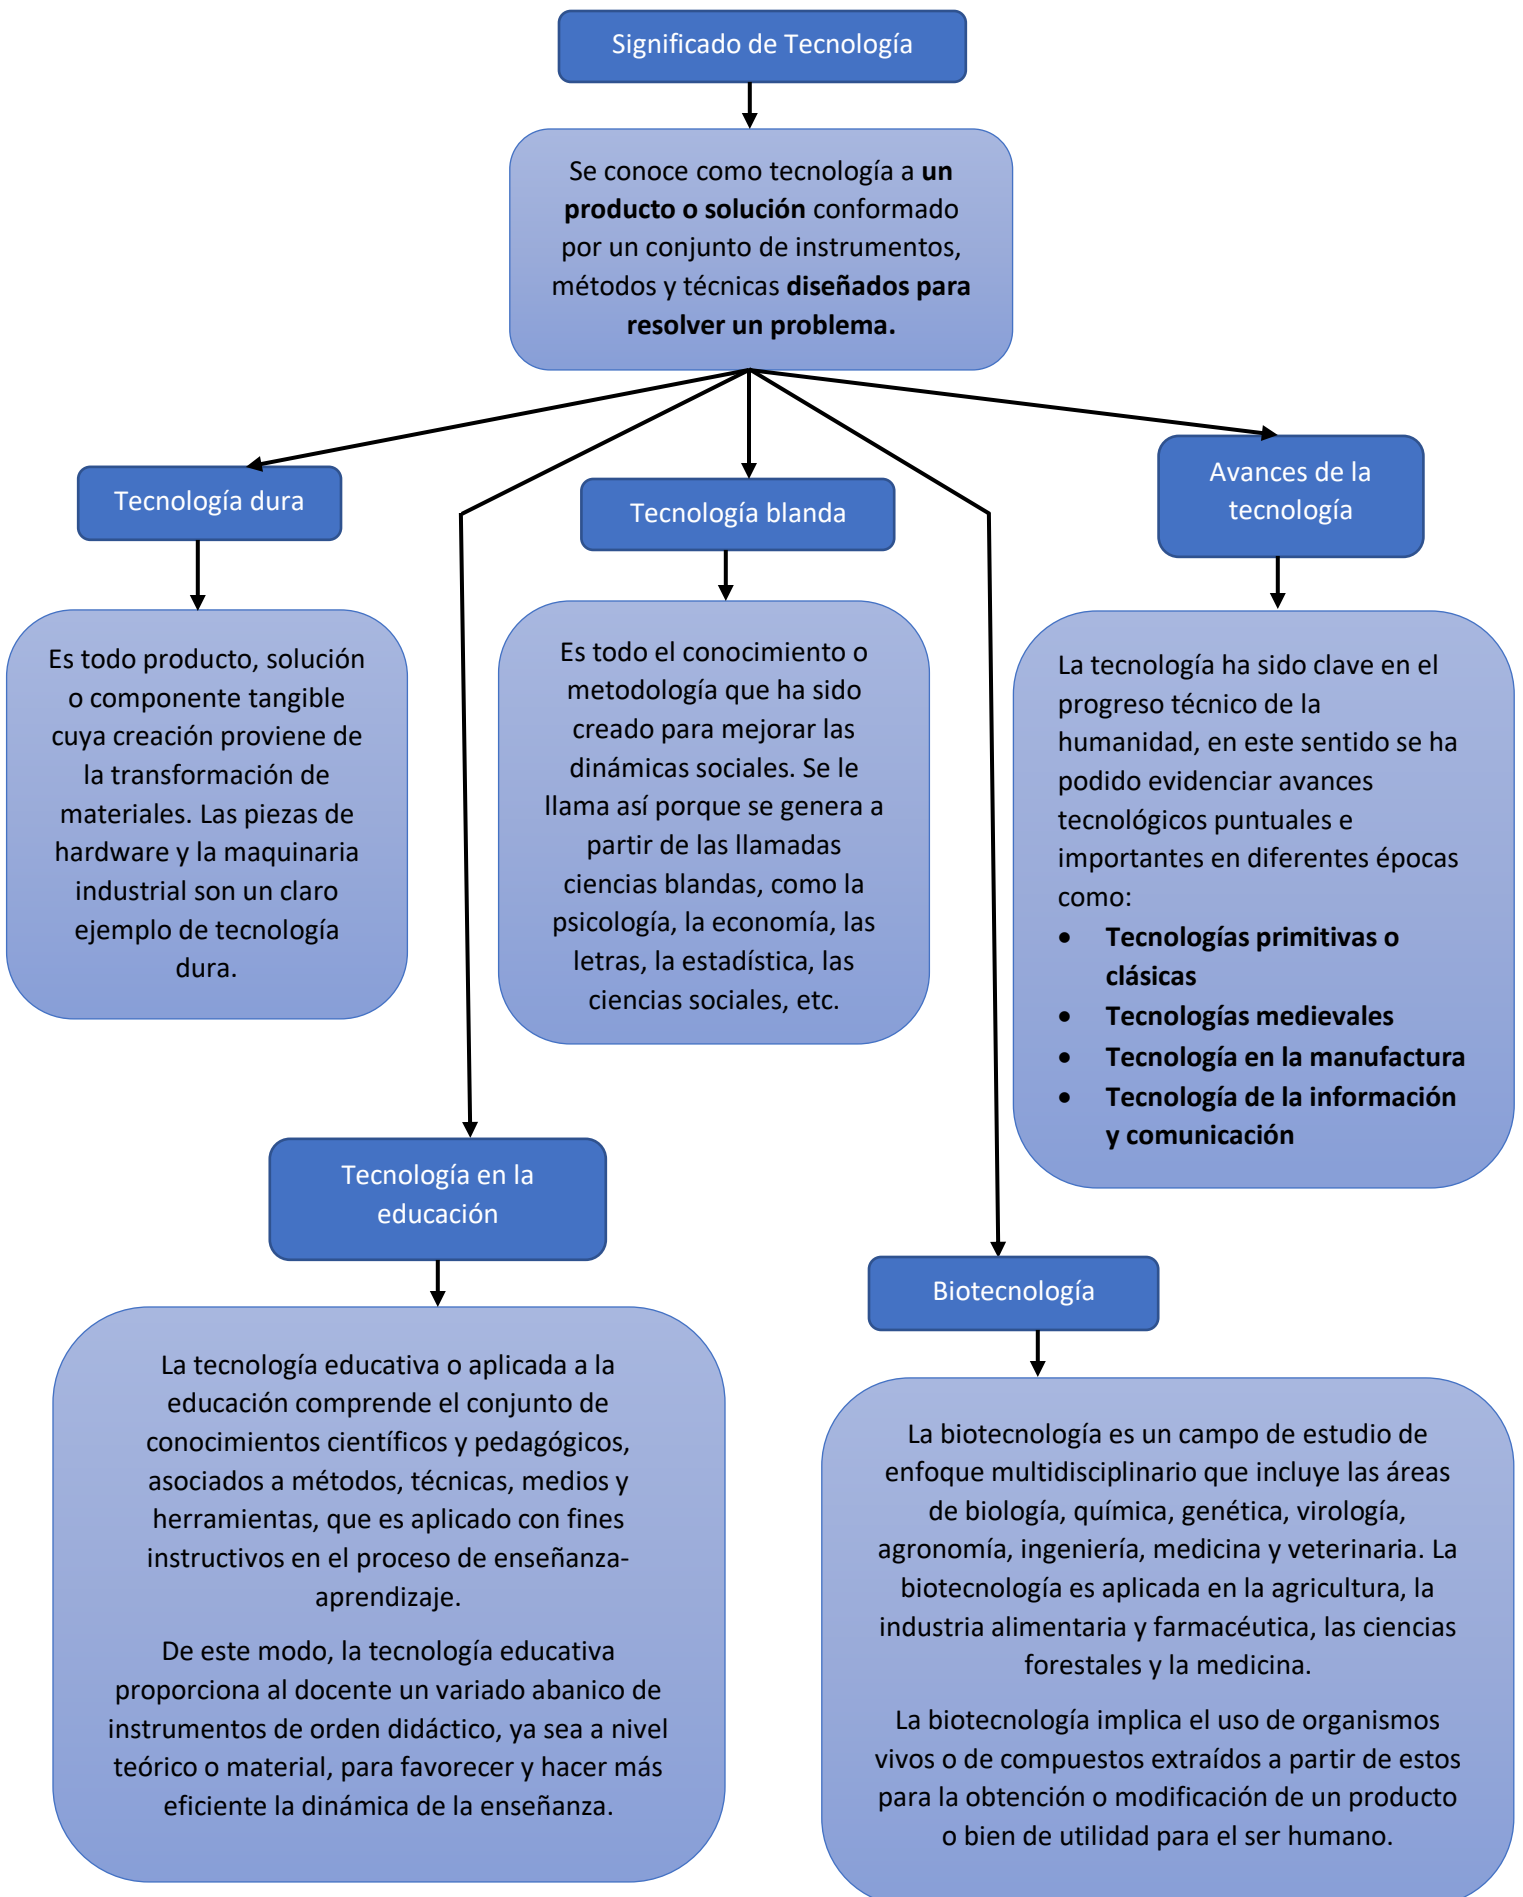 Significado de Tecnología
Se conoce como tecnología a un
producto o solución conformado
por un conjunto de instrumentos,
métodos y técnicas diseñados para
resolver un problema.
Tecnología dura
Es todo producto, solución
o componente tangible
cuya creación proviene de
la transformación de
materiales. Las piezas de
hardware y la maquinaria
industrial son un claro
ejemplo de tecnología
dura.
Tecnología blanda
Es todo el conocimiento o
metodología que ha sido
creado para mejorar las
dinámicas sociales. Se le
llama así porque se genera a
partir de las llamadas
ciencias blandas, como la
psicología, la economía, las
letras, la estadística, las
ciencias sociales, etc.
Avances de la
tecnología
La tecnología ha sido clave en el
progreso técnico de la
humanidad, en este sentido se ha
podido evidenciar avances
tecnológicos puntuales e
importantes en diferentes épocas
como:
• Tecnologías primitivas o
clásicas
• Tecnologías medievales
• Tecnología en la manufactura
• Tecnología de la información
y comunicación
Tecnología en la
educación
La tecnología educativa o aplicada a la
educación comprende el conjunto de
conocimientos científicos y pedagógicos,
asociados a métodos, técnicas, medios y
herramientas, que es aplicado con fines
instructivos en el proceso de enseñanza-
aprendizaje.
De este modo, la tecnología educativa
proporciona al docente un variado abanico de
instrumentos de orden didáctico, ya sea a nivel
teórico o material, para favorecer y hacer más
eficiente la dinámica de la enseñanza.
Biotecnología
La biotecnología es un campo de estudio de
enfoque multidisciplinario que incluye las áreas
de biología, química, genética, virología,
agronomía, ingeniería, medicina y veterinaria. La
biotecnología es aplicada en la agricultura, la
industria alimentaria y farmacéutica, las ciencias
forestales y la medicina.
La biotecnología implica el uso de organismos
vivos o de compuestos extraídos a partir de estos
para la obtención o modificación de un producto
o bien de utilidad para el ser humano.